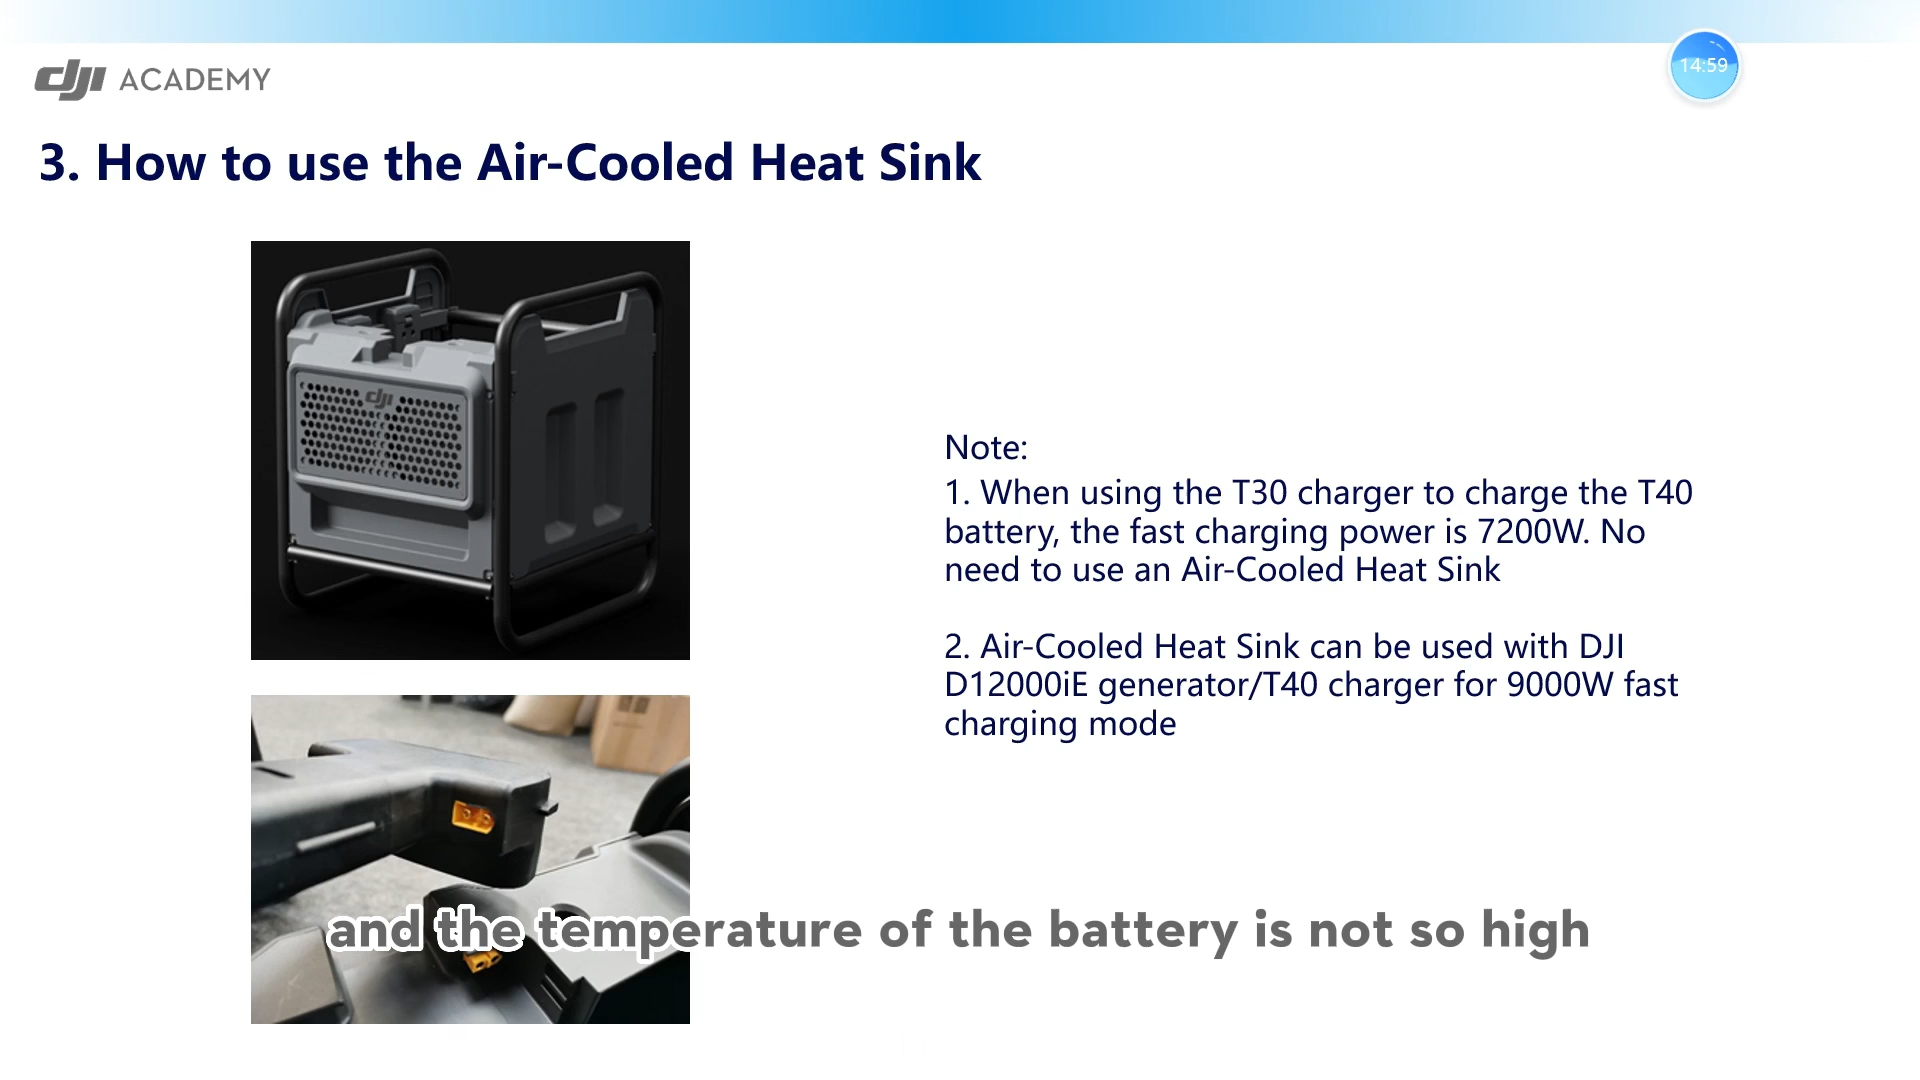 dji ACADEMY
14:59
3. How to use the Air-Cooled Heat Sink
dji
Note:
1. When using the T30 charger to charge the T40
battery, the fast charging power is 7200W. No
need to use an Air-Cooled Heat Sink
2. Air-Cooled Heat Sink can be used with DJI
D12000iE generator/T40 charger for 9000W fast
charging mode
and the temperature of the battery is not so high